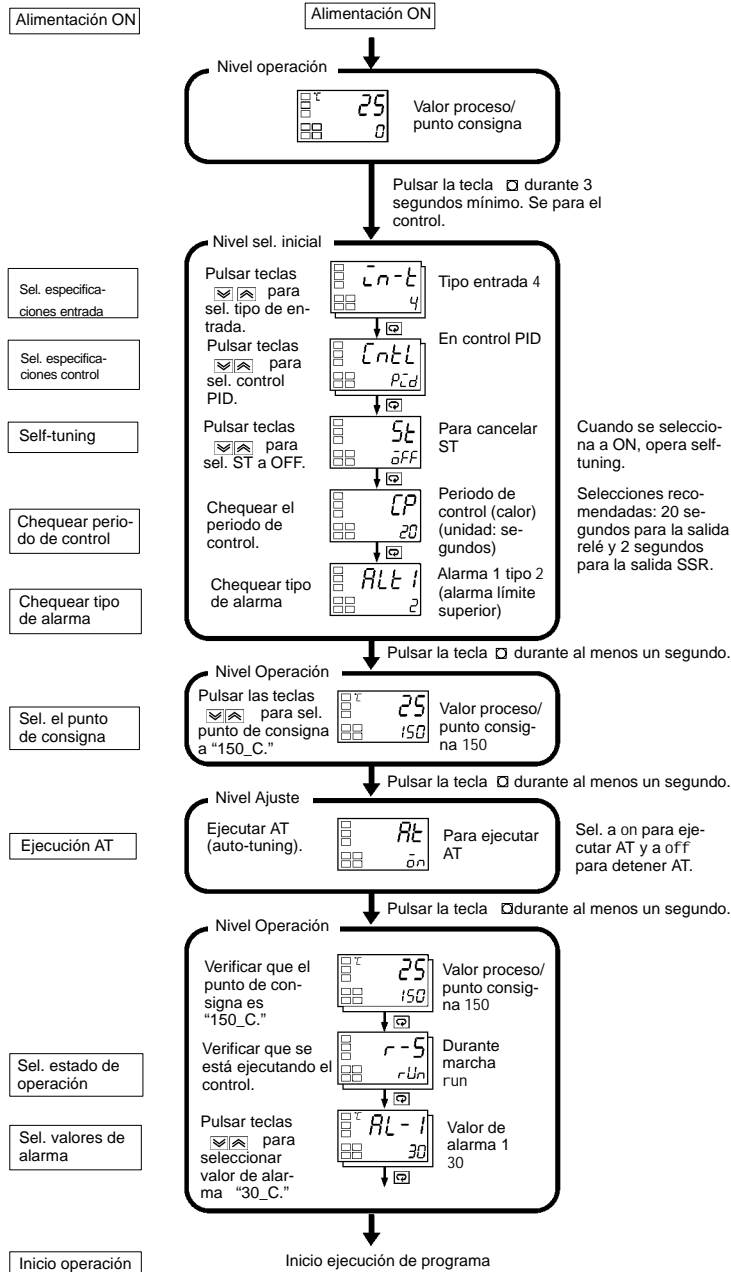 Alimentación ON
Alimentación ON
Nivel operación
25
0
Valor proceso/
punto consigna
Pulsar la tecla durante 3
segundos mínimo. Se para el
control.
Nivel sel. inicial
Sel. especifica-
ciones entrada
Pulsar teclas
para
sel. tipo de en-
trada.
in-t
4
Tipo entrada 4
Sel. especifica-
ciones control
Pulsar teclas
para
sel. control
PID.
CntL
Pid
En control PID
Self-tuning
Pulsar teclas
para
sel. ST a OFF.
St
oFF
Para cancelar
ST
Cuando se seleccio-
na a ON, opera self-
tuning.
Chequear perio-
do de control
Chequear el
periodo de
control.
CP
20
Periodo de
control (calor)
(unidad: se-
gundos)
Selecciones reco-
mendadas: 20 se-
gundos para la salida
relé y 2 segundos
para la salida SSR.
Chequear tipo
de alarma
Chequear tipo
de alarma
ALt1
2
Alarma 1 tipo 2
(alarma límite
superior)
Pulsar la tecla durante al menos un segundo.
Nivel Operación
Sel. el punto
de consigna
Pulsar las teclas
para sel.
punto de consigna
a “150_C.”
25
150
Valor proceso/
punto consig-
na 150
Pulsar la tecla durante al menos un segundo.
Nivel Ajuste
Ejecución AT
Ejecutar AT
(auto-tuning).
At
on
Para ejecutar
AT
Sel. a on para eje-
cutar AT y a off
para detener AT.
Pulsar la tecla durante al menos un segundo.
Nivel Operación
Verificar que el
punto de con-
signa es
“150_C.”
25
150
Valor proceso/
punto consig-
na 150
Sel. estado de
operación
Verificar que se
está ejecutando el
control.
r-S
rUn
Durante
marcha
run
Sel. valores de
alarma
Pulsar teclas
para
seleccionar
valor de alar-
ma “30_C.”
AL-1
30
Valor de
alarma 1
30
Inicio operación
Inicio ejecución de programa